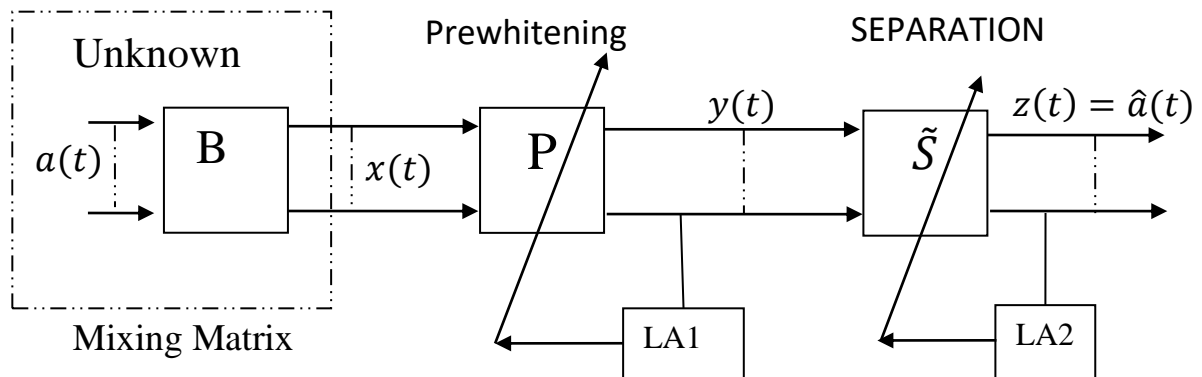 Prewhitening
SEPARATION
Unknown
a(t)
B
x(t)
P
y(t)
S̃
z(t) = â(t)
Mixing Matrix
LA1
LA2